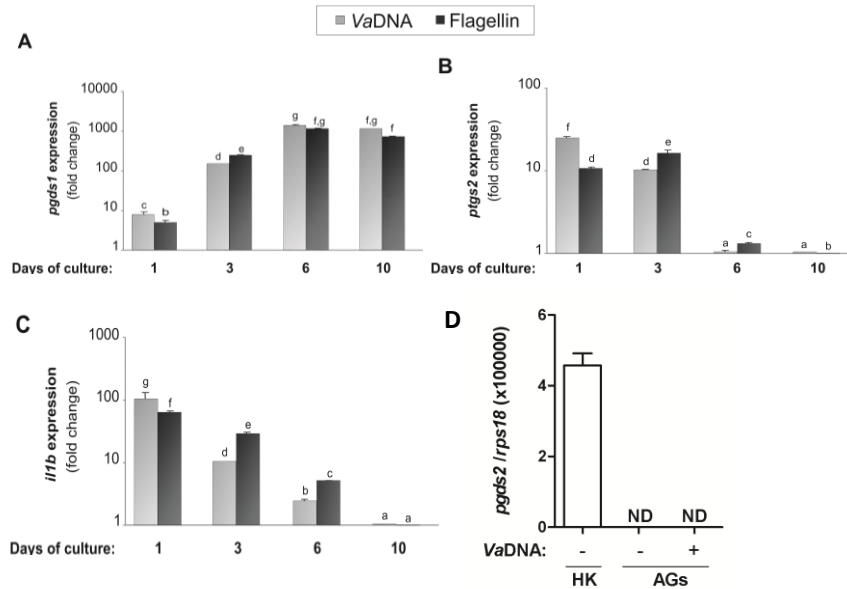 VaDNA Flagellin
A
pgds1 expression
(fold change)
10000
1000
100
10
1
c b d e g f,g f,g f
Days of culture: 1 3 6 10
B
ptgs2 expression
(fold change)
100
10
1
f d d e a c a b
Days of culture: 1 3 6 10
C
il1b expression
(fold change)
1000
100
10
1
g f d e b c a a
Days of culture: 1 3 6 10
D
pgds2 /rps18 (x100000)
6
4
2
0
ND ND
VaDNA: - - +
HK AGs